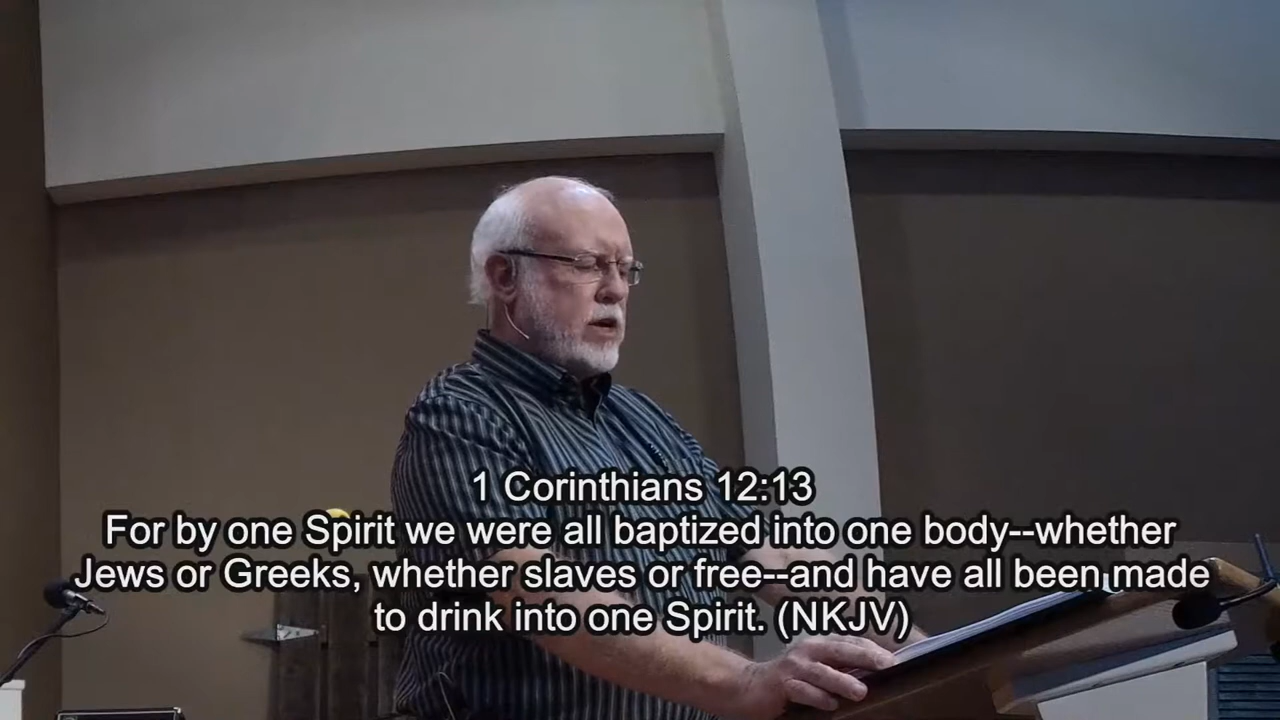 1 Corinthians 12:13
For by one Spirit we were all baptized into one body--whether
Jews or Greeks, whether slaves or free--and have all been made
to drink into one Spirit. (NKJV)